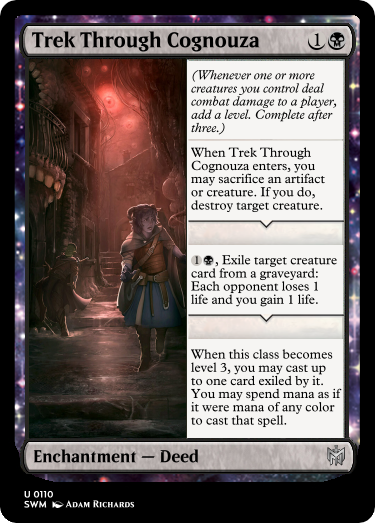 Trek Through Cognouza 1
(Whenever one or more
creatures you control deal
combat damage to a player,
add a level. Complete after
three.)
When Trek Through
Cognouza enters, you
may sacrifice an artifact
or creature. If you do,
destroy target creature.
1, Exile target creature
card from a graveyard:
Each opponent loses 1
life and you gain 1 life.
When this class becomes
level 3, you may cast up
to one card exiled by it.
You may spend mana as if
it were mana of any color
to cast that spell.
Enchantment — Deed
U 0110
SWM Adam Richards